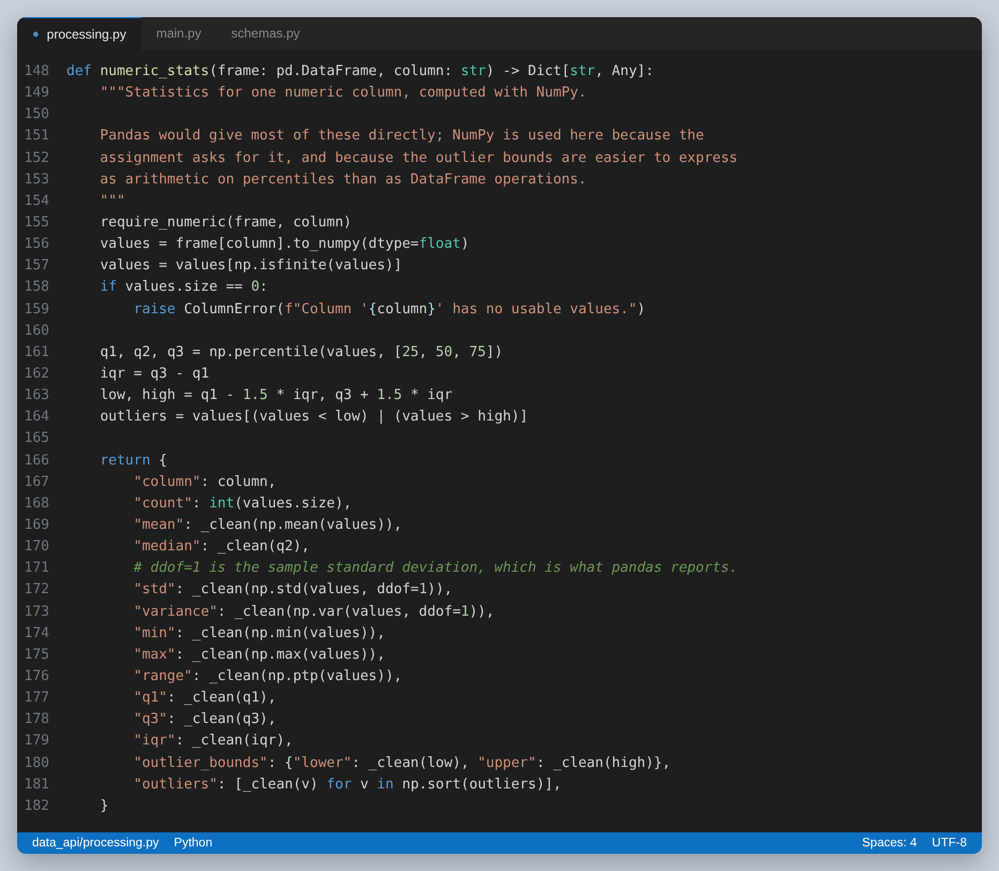 processing.py main.py schemas.py
148 def numeric_stats(frame: pd.DataFrame, column: str) -> Dict[str, Any]:
149     """Statistics for one numeric column, computed with NumPy.
150
151     Pandas would give most of these directly; NumPy is used here because the
152     assignment asks for it, and because the outlier bounds are easier to express
153     as arithmetic on percentiles than as DataFrame operations.
154     """
155     require_numeric(frame, column)
156     values = frame[column].to_numpy(dtype=float)
157     values = values[np.isfinite(values)]
158     if values.size == 0:
159         raise ColumnError(f"Column '{column}' has no usable values.")
160
161     q1, q2, q3 = np.percentile(values, [25, 50, 75])
162     iqr = q3 - q1
163     low, high = q1 - 1.5 * iqr, q3 + 1.5 * iqr
164     outliers = values[(values < low) | (values > high)]
165
166     return {
167         "column": column,
168         "count": int(values.size),
169         "mean": _clean(np.mean(values)),
170         "median": _clean(q2),
171         # ddof=1 is the sample standard deviation, which is what pandas reports.
172         "std": _clean(np.std(values, ddof=1)),
173         "variance": _clean(np.var(values, ddof=1)),
174         "min": _clean(np.min(values)),
175         "max": _clean(np.max(values)),
176         "range": _clean(np.ptp(values)),
177         "q1": _clean(q1),
178         "q3": _clean(q3),
179         "iqr": _clean(iqr),
180         "outlier_bounds": {"lower": _clean(low), "upper": _clean(high)},
181         "outliers": [_clean(v) for v in np.sort(outliers)],
182     }
data_api/processing.py Python Spaces: 4 UTF-8